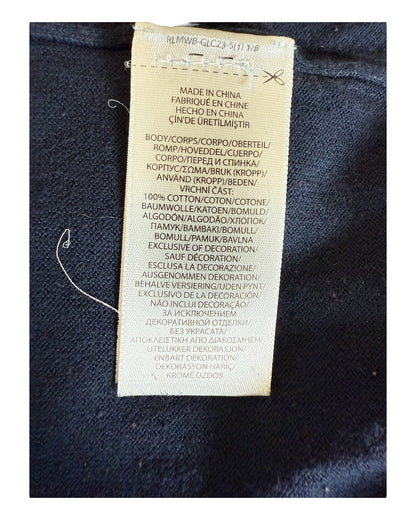 RLMWB-GLC23-S(1) 1/8
MADE IN CHINA
FABRIQUÉ EN CHINE
HECHO EN CHINA
ÇİN'DE ÜRETİLMİŞTİR
BODY/CORPS/CORPO/OBERTEIL/
ROMP/HOVEDDEL/CUERPO/
CORPO/ПЕРЕД И СПИНКА/
КОРПУС/ΣΩΜΑ/BRUK (KROPP)/
ANVÄND (KROPP)/BEDEN/
VRCHNÍ ČÁST:
100% COTTON/COTON/COTONE/
BAUMWOLLE/KATOEN/BOMULD/
ALGODÓN/ALGODÃO/ХЛОПОК/
ПАМУК/ΒΑΜΒΑΚΙ/BOMULL/
BOMULL/PAMUK/BAVLNA
EXCLUSIVE OF DECORATION
SAUF DÉCORATION
ESCLUSA LA DECORAZIONE
AUSGENOMMEN DEKORATION
BEHALVE VERSIERING/UDEN PYNT/
EXCLUSIVO DE LA DECORACIÓN
NÃO INCLUI DECORAÇÃO/
ЗА ИСКЛЮЧЕНИЕМ
ДЕКОРАТИВНОЙ ОТДЕЛКИ/
БЕЗ УКРАСАТА/
ΑΠΟΚΛΕΙΣΤΙΚΗ ΑΠΟ ΔΙΑΚΟΣΜΗΣΗ/
UTELUKKER DEKORASJON/
ENBART DEKORATION/
DEKORASYON HARİÇ/
KROMĚ OZDOB